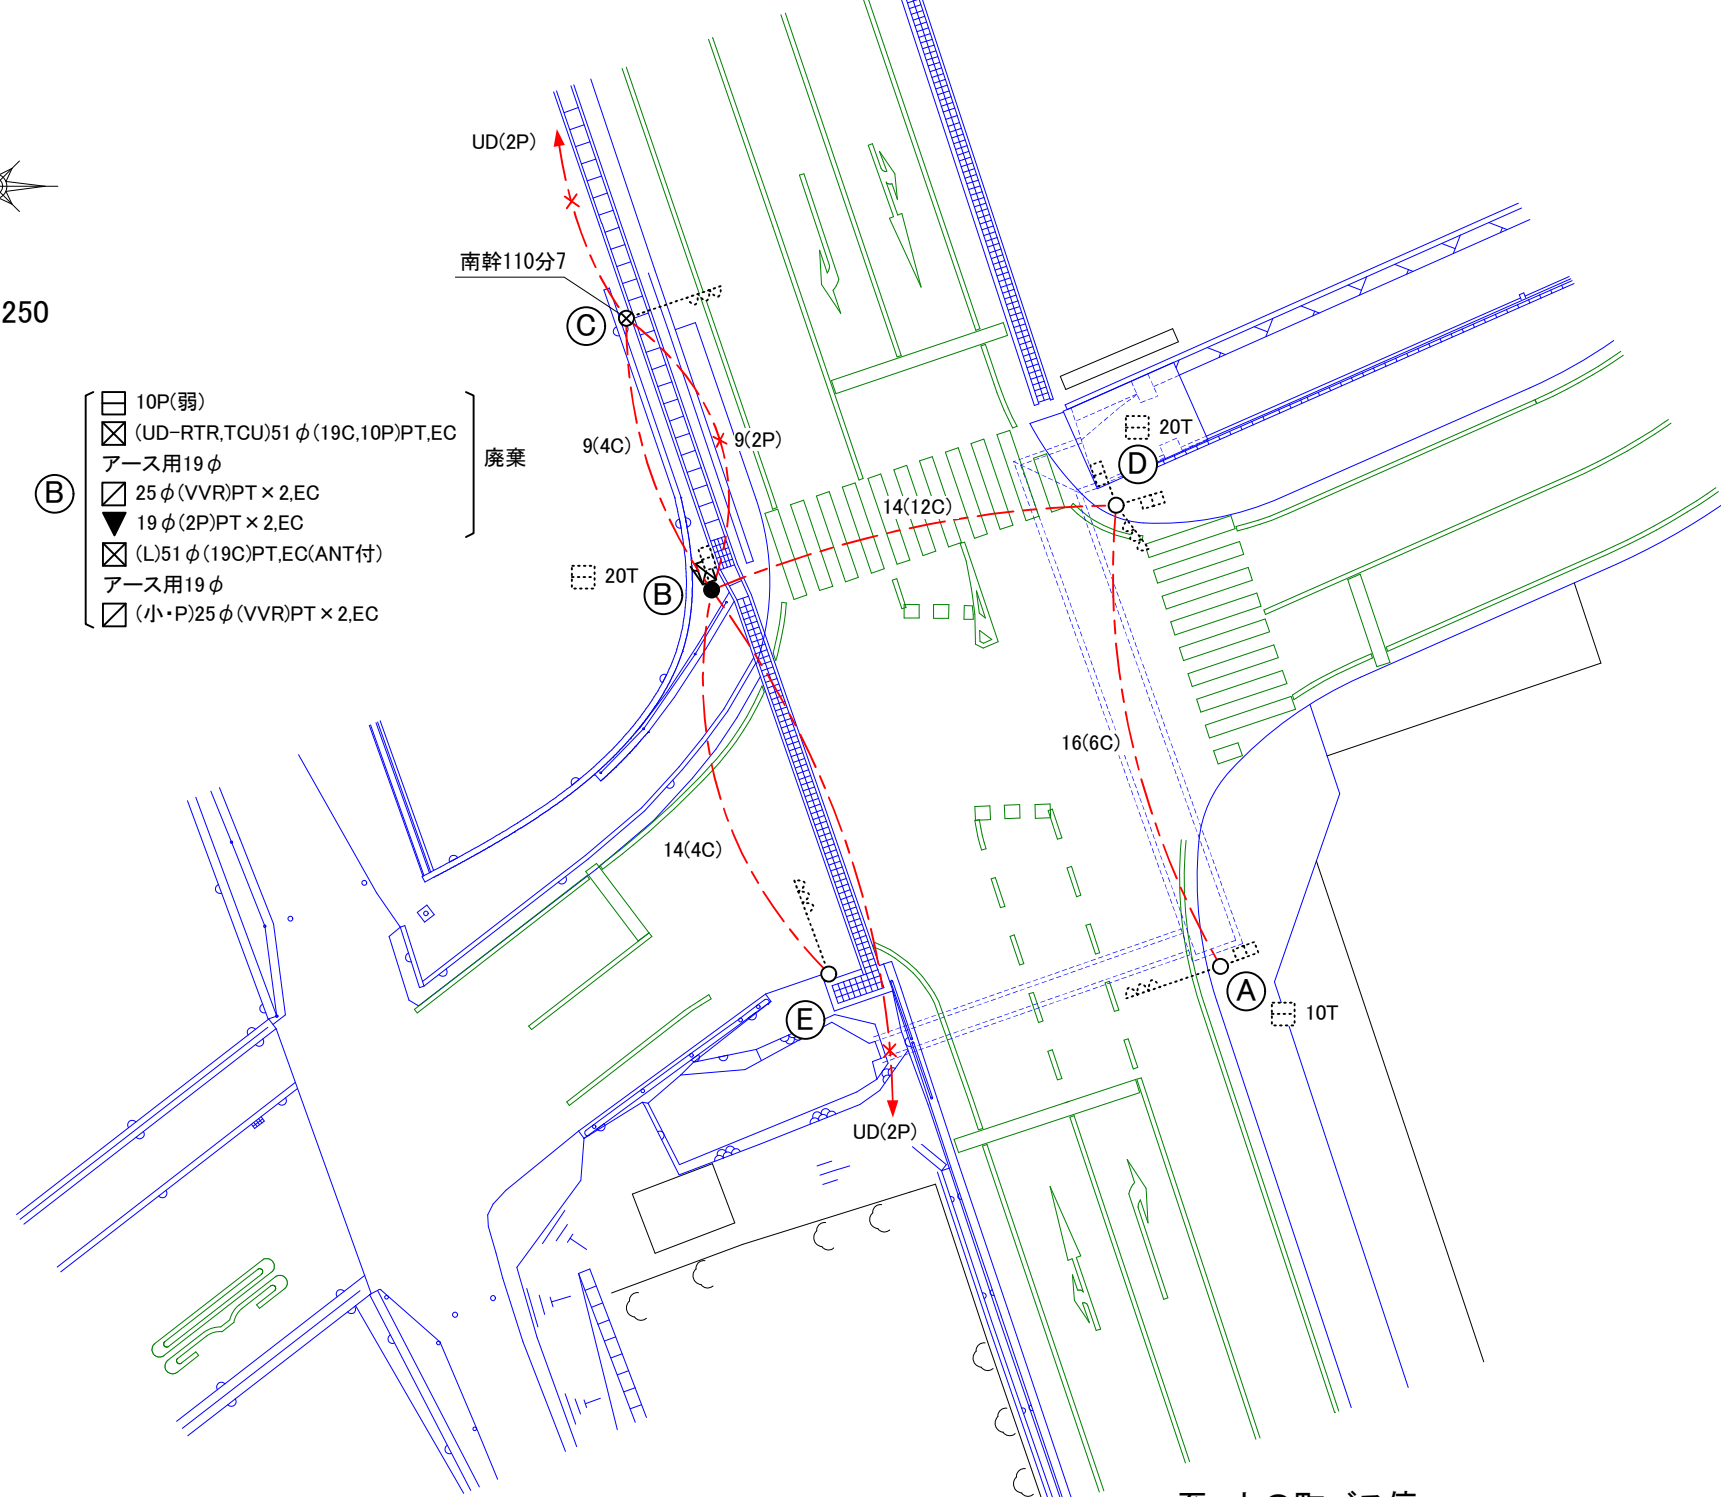 UD(2P)
南幹110分7
C
250
10P(弱)
(UD-RTR,TCU)51φ(19C,10P)PT,EC
アース用19φ
25φ(VVR)PT×2,EC
19φ(2P)PT×2,EC
廃棄
(L)51φ(19C)PT,EC(ANT付)
アース用19φ
(小・P)25φ(VVR)PT×2,EC
B
9(4C)
9(2P)
20T
D
14(12C)
20T
B
16(6C)
14(4C)
A
10T
E
UD(2P)